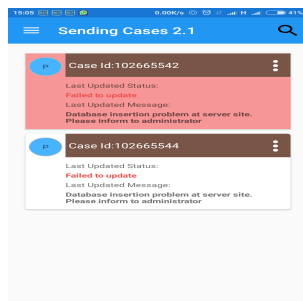 15:05 0.00K/s H 41%
Sending Cases 2.1
P Case Id:102665542
Last Updated Status:
Failed to update
Last Updated Message:
Database insertion problem at server site.
Please inform to administrator
P Case Id:102665544
Last Updated Status:
Failed to update
Last Updated Message:
Database insertion problem at server site.
Please inform to administrator